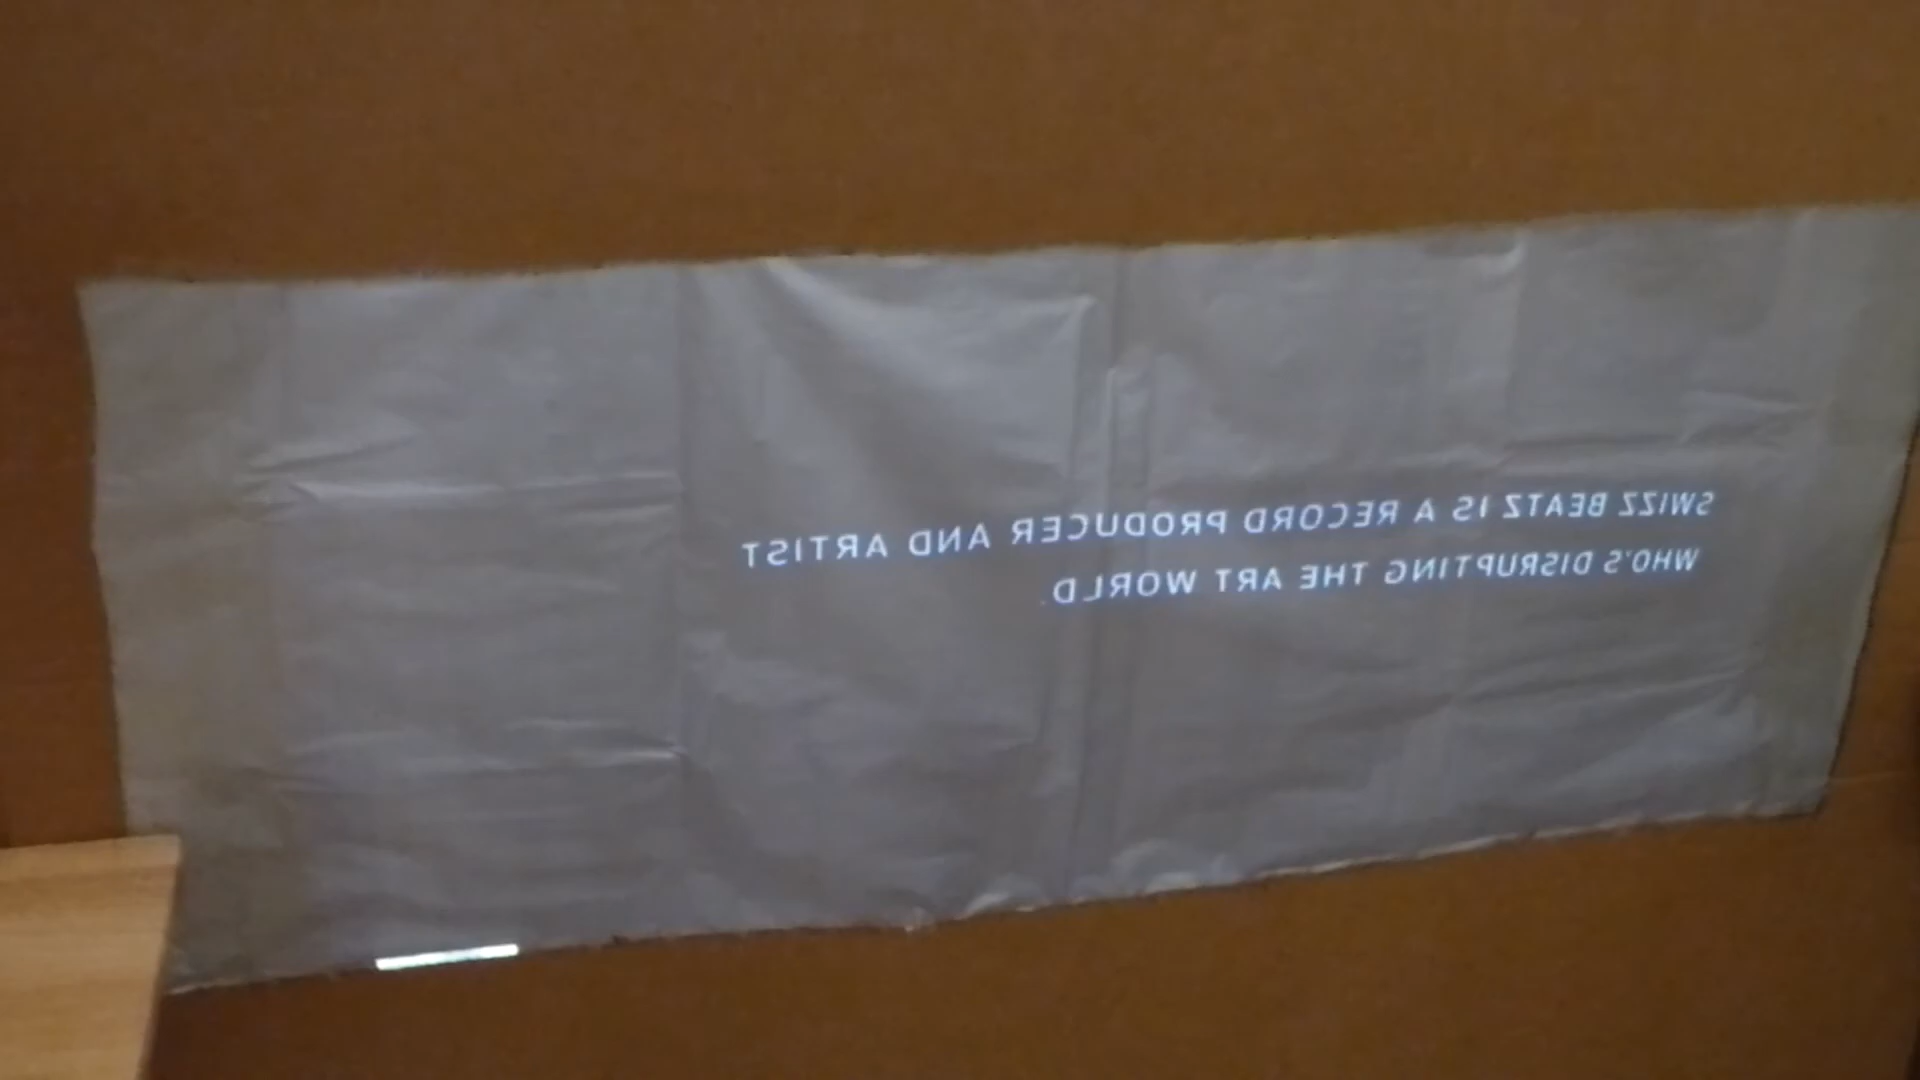 SWIZZ BEATZ IS A RECORD PRODUCER AND ARTIST
WHO'S DISRUPTING THE ART WORLD.